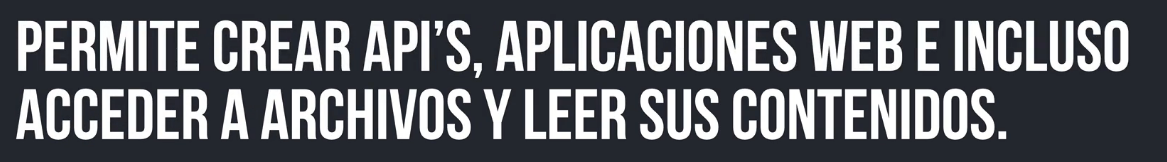 PERMITE CREAR API’S, APLICACIONES WEB E INCLUSO
ACCEDER A ARCHIVOS Y LEER SUS CONTENIDOS.